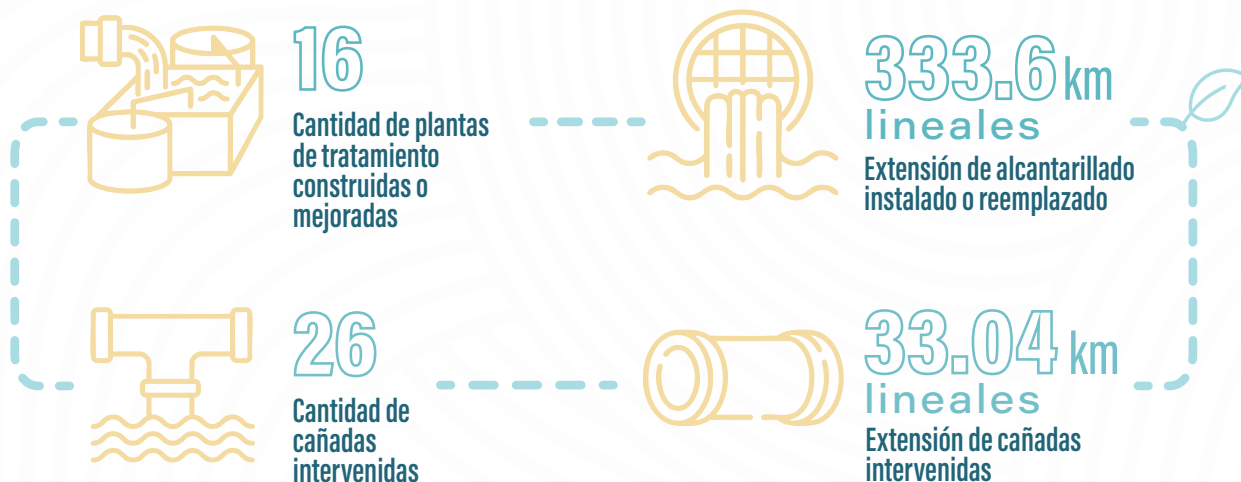 16
Cantidad de plantas
de tratamiento
construidas o
mejoradas
333.6 km
lineales
Extensión de alcantarillado
instalado o reemplazado
26
Cantidad de
cañadas
intervenidas
33.04 km
lineales
Extensión de cañadas
intervenidas